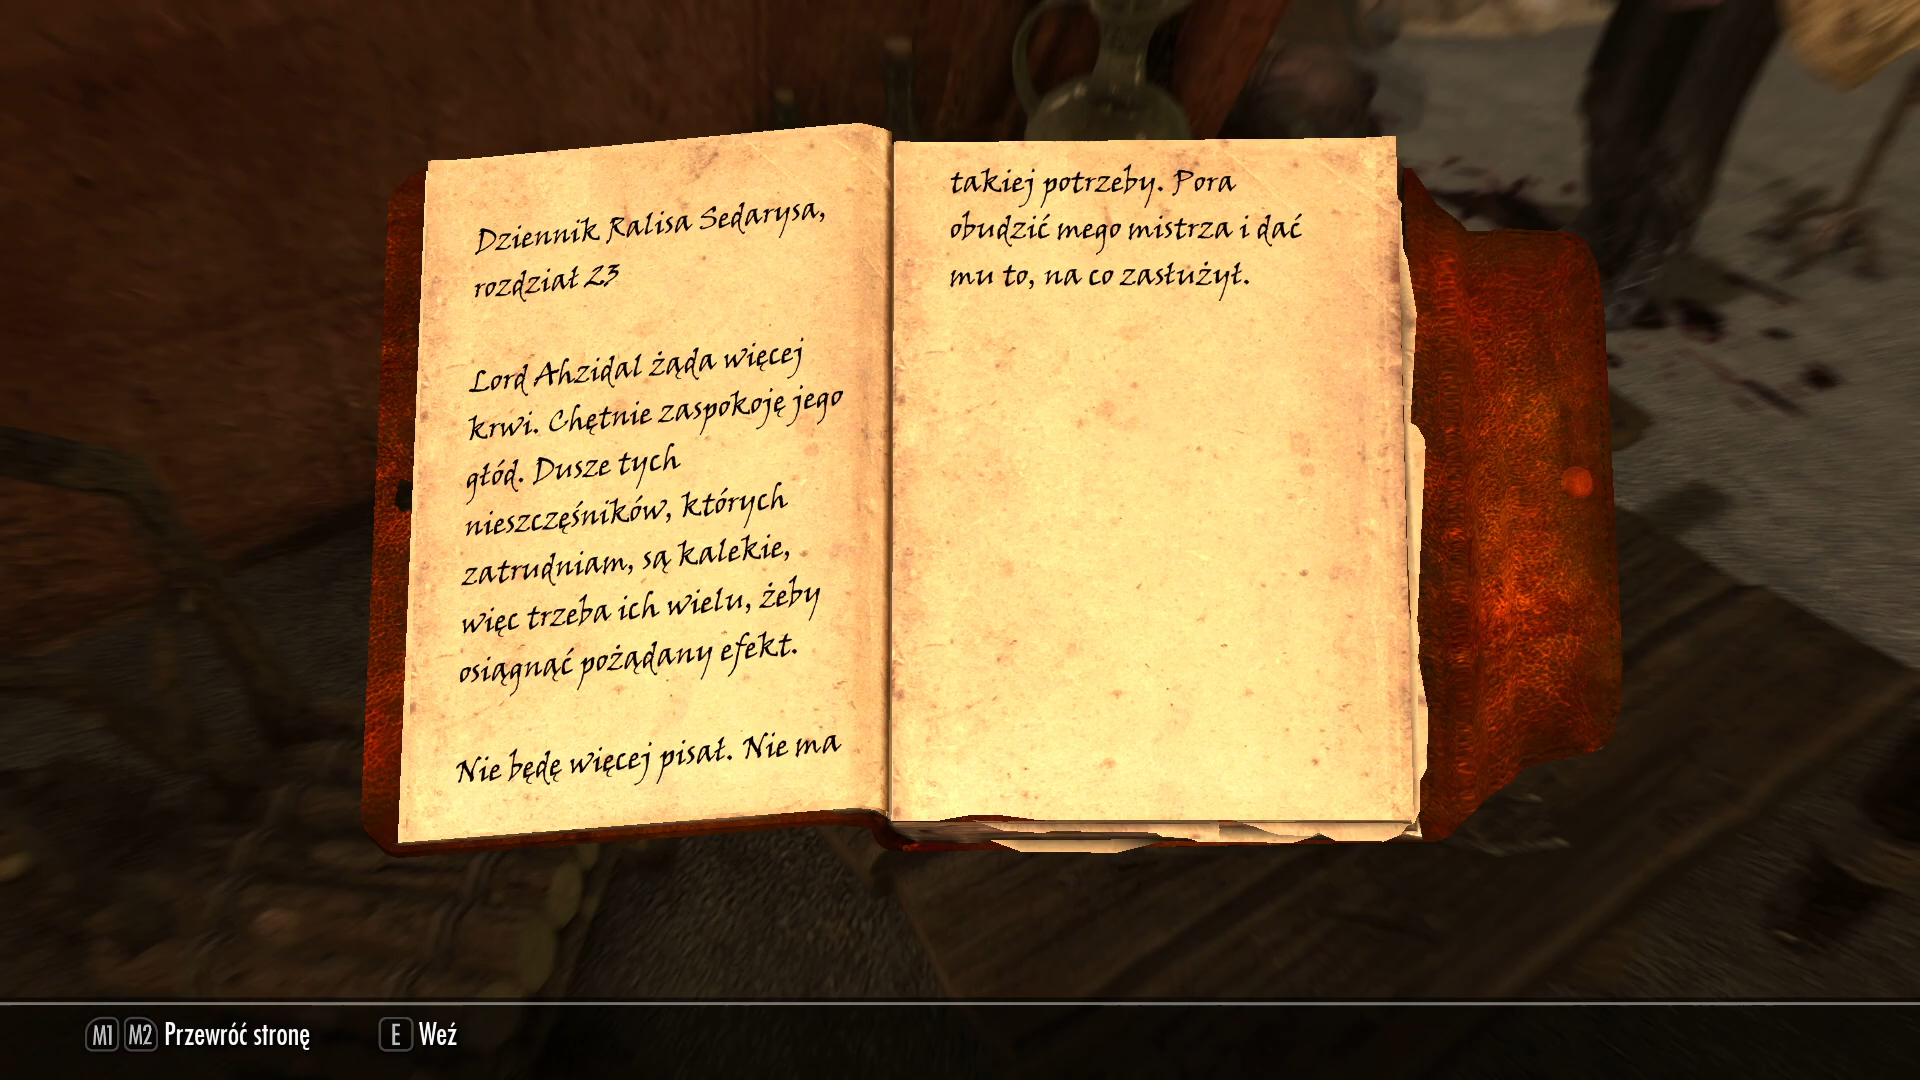 Dziennik Ralisa Sedarysa,
rozdział 23
Lord Ahzidal żąda więcej
krwi. Chętnie zaspokoję jego
głód. Dusze tych
nieszczęśników, których
zatrudniam, są kalekie,
więc trzeba ich wielu, żeby
osiągnąć pożądany efekt.
Nie będę więcej pisał. Nie ma
takiej potrzeby. Pora
obudzić mego mistrza i dać
mu to, na co zasłużył.
M1 M2 Przewróć stronę E Weź